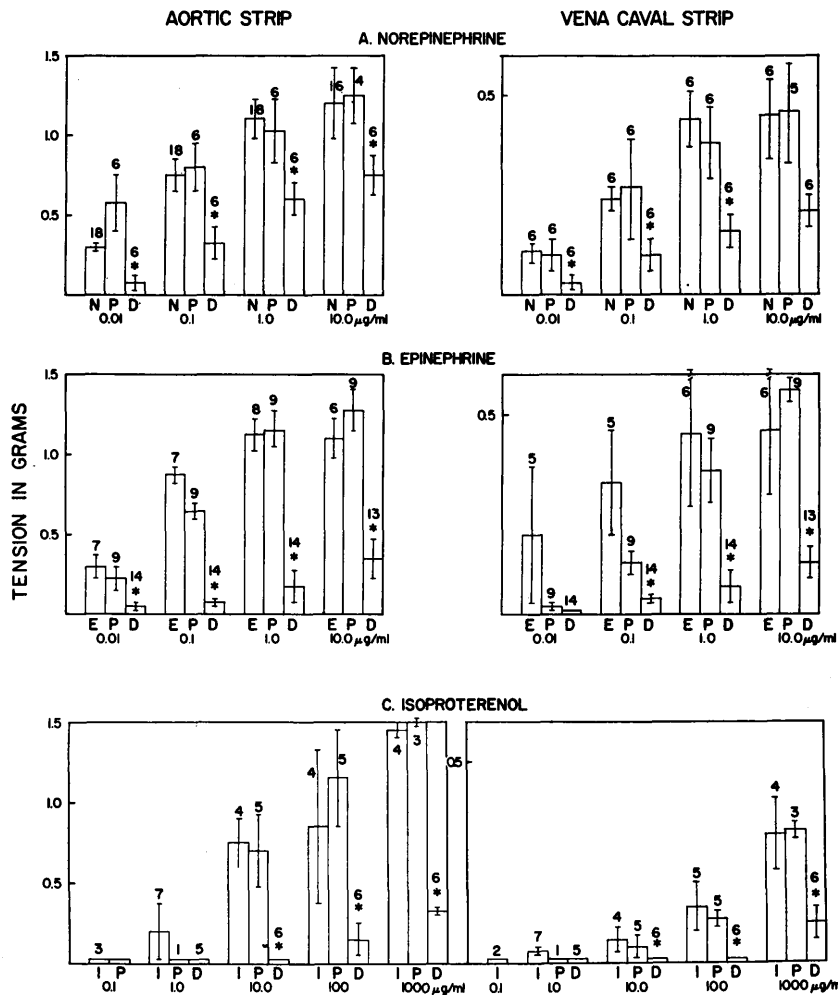 AORTIC STRIP VENA CAVAL STRIP
A. NOREPINEPHRINE
1.5 1.0 0.5
18 6 6 * 18 6 6 * 18 6 6 * 16 4 6 *
N P D N P D N P D N P D
0.01 0.1 1.0 10.0 µg/ml
0.5
6 6 6 * 6 6 6 * 6 6 6 * 6 5 6
N P D N P D N P D N P D
0.01 0.1 1.0 10.0 µg/ml
B. EPINEPHRINE
TENSION IN GRAMS
1.5 1.0 0.5
7 9 14 * 7 9 14 * 8 9 14 * 6 9 13 *
E P D E P D E P D E P D
0.01 0.1 1.0 10.0 µg/ml
0.5
5 9 14 5 9 14 * 6 9 14 * 6 9 13 *
E P D E P D E P D E P D
0.01 0.1 1.0 10.0 µg/ml
C. ISOPROTERENOL
1.5 1.0 0.5
3 7 1 5 4 5 6 * 4 5 6 * 4 3 6 *
I P I P D I P D I P D I P D
0.1 1.0 10.0 100 1000 µg/ml
0.5
2 7 1 5 4 5 6 * 5 5 6 * 4 3 6 *
I I P D I P D I P D I P D
0.1 1.0 10.0 100 1000 µg/m